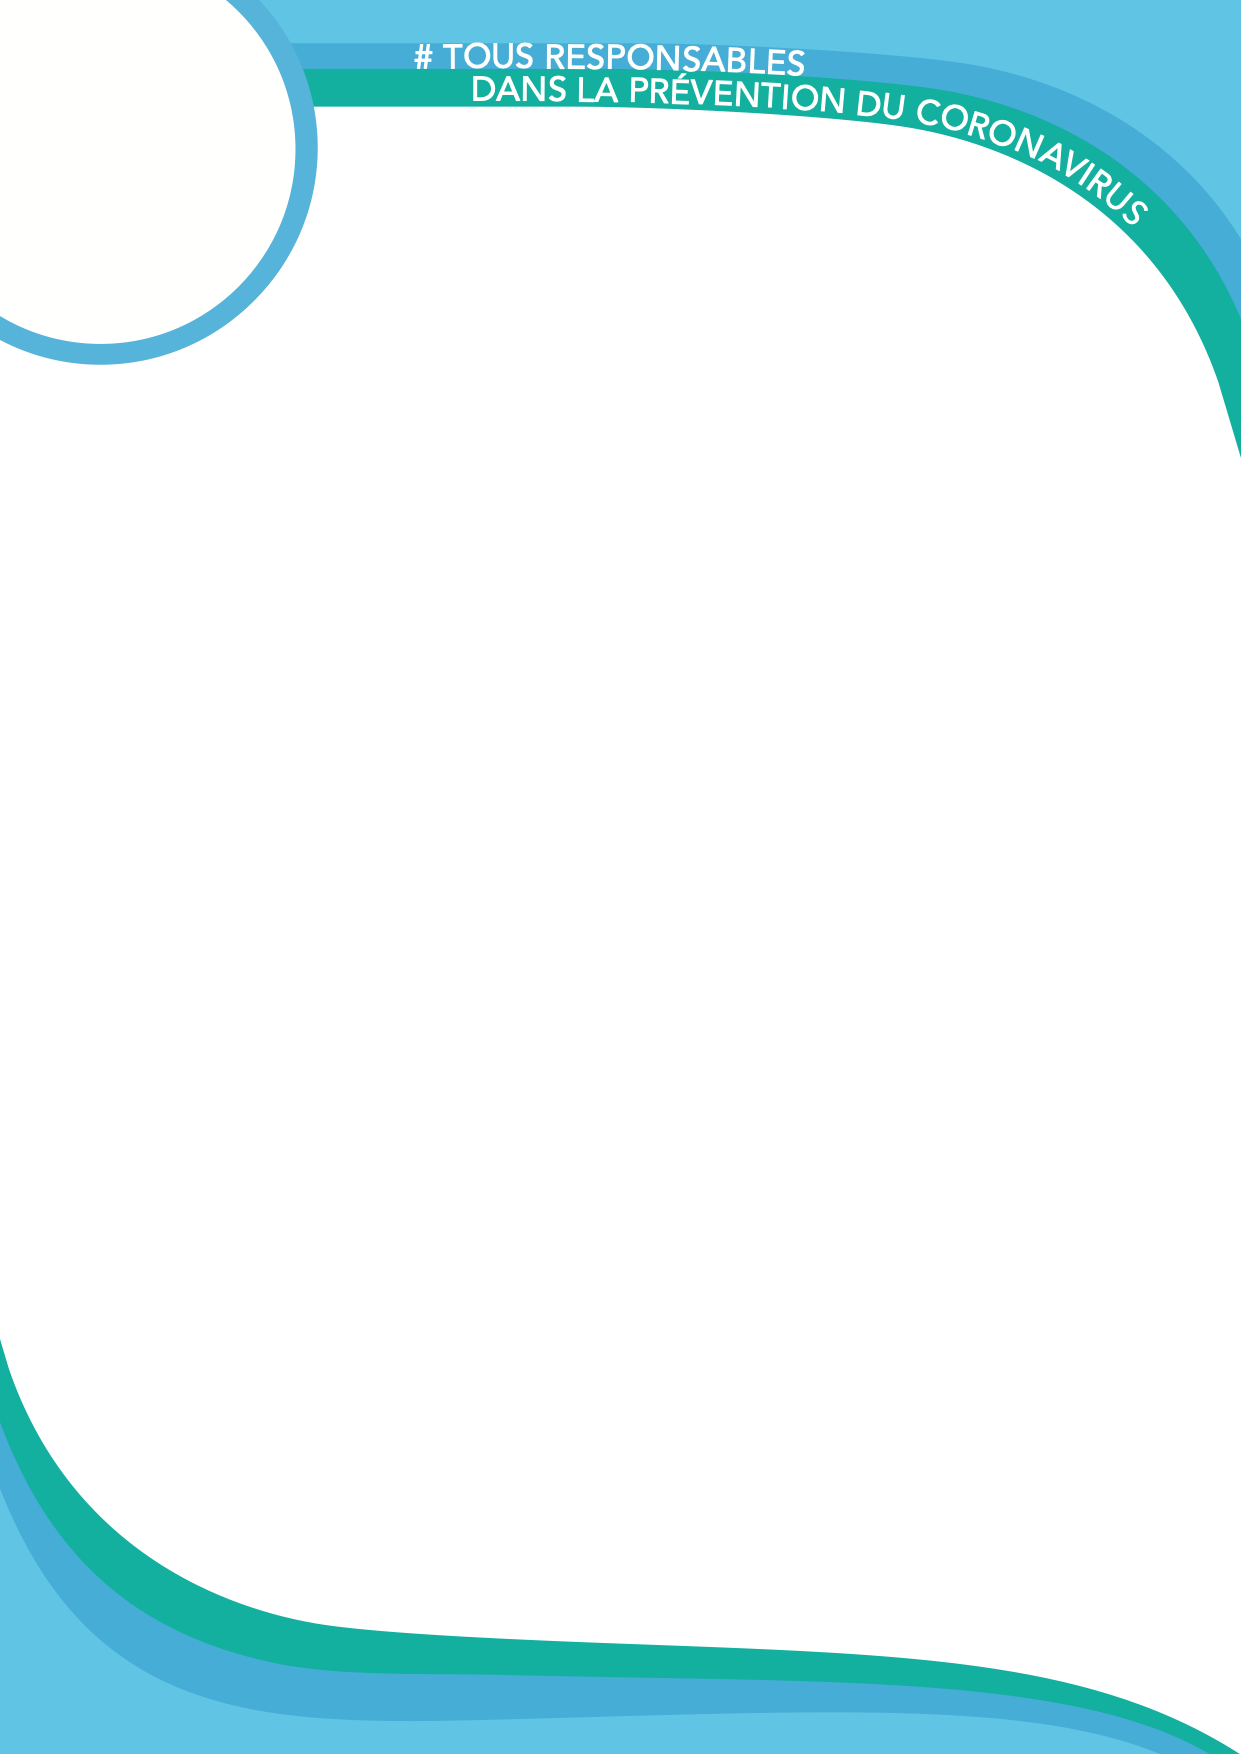 # TOUS RESPONSABLES
DANS LA PRÉVENTION DU CORONAVIRUS